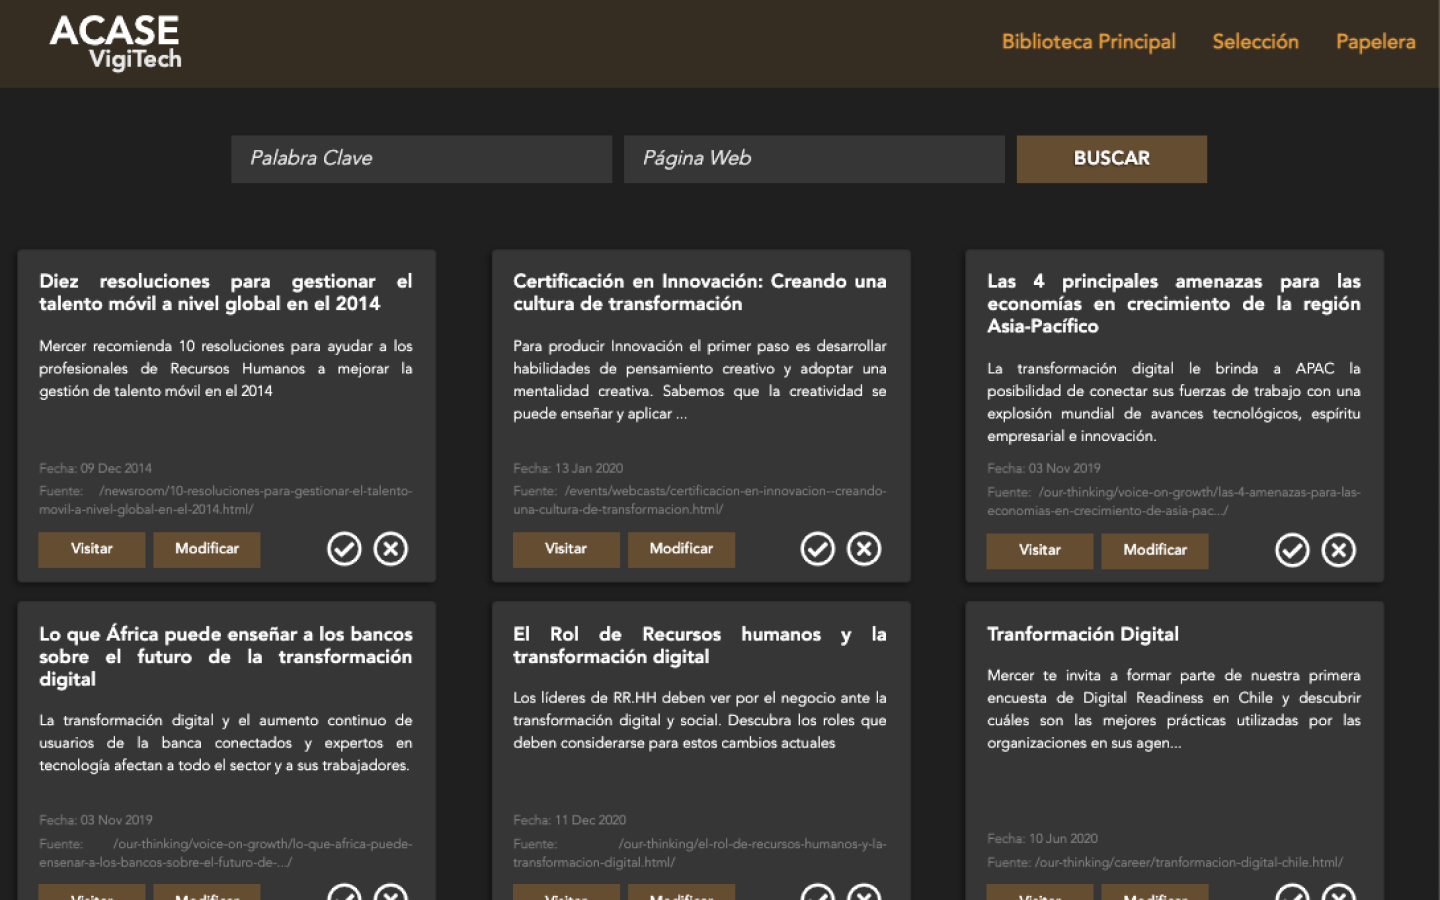 ACASE
VigiTech
Biblioteca Principal
Selección
Papelera
Palabra Clave
Página Web
BUSCAR
Diez resoluciones para gestionar el
talento móvil a nivel global en el 2014
Mercer recomienda 10 resoluciones para ayudar a los
profesionales de Recursos Humanos a mejorar la
gestión de talento móvil en el 2014
Fecha: 09 Dec 2014
Fuente: /newsroom/10-resoluciones-para-gestionar-el-talento-
movil-a-nivel-global-en-el-2014.html/
Visitar
Modificar
Certificación en Innovación: Creando una
cultura de transformación
Para producir Innovación el primer paso es desarrollar
habilidades de pensamiento creativo y adoptar una
mentalidad creativa. Sabemos que la creatividad se
puede enseñar y aplicar ...
Fecha: 13 Jan 2020
Fuente: /events/webcasts/certificacion-en-innovacion--creando-
una-cultura-de-transformacion.html/
Visitar
Modificar
Las 4 principales amenazas para las
economías en crecimiento de la región
Asia-Pacífico
La transformación digital le brinda a APAC la
posibilidad de conectar sus fuerzas de trabajo con una
explosión mundial de avances tecnológicos, espíritu
empresarial e innovación.
Fecha: 03 Nov 2019
Fuente: /our-thinking/voice-on-growth/las-4-amenazas-para-las-
economias-en-crecimiento-de-asia-pac.../
Visitar
Modificar
Lo que África puede enseñar a los bancos
sobre el futuro de la transformación
digital
La transformación digital y el aumento continuo de
usuarios de la banca conectados y expertos en
tecnología afectan a todo el sector y a sus trabajadores.
Fecha: 03 Nov 2019
Fuente: /our-thinking/voice-on-growth/lo-que-africa-puede-
ensenar-a-los-bancos-sobre-el-futuro-de-.../
Visitar
Modificar
El Rol de Recursos humanos y la
transformación digital
Los líderes de RR.HH deben ver por el negocio ante la
transformación digital y social. Descubra los roles que
deben considerarse para estos cambios actuales
Fecha: 11 Dec 2020
Fuente: /our-thinking/el-rol-de-recursos-humanos-y-la-
transformacion-digital.html/
Visitar
Modificar
Tranformación Digital
Mercer te invita a formar parte de nuestra primera
encuesta de Digital Readiness en Chile y descubrir
cuáles son las mejores prácticas utilizadas por las
organizaciones en sus agen...
Fecha: 10 Jun 2020
Fuente: /our-thinking/career/tranformacion-digital-chile.html/
Visitar
Modificar